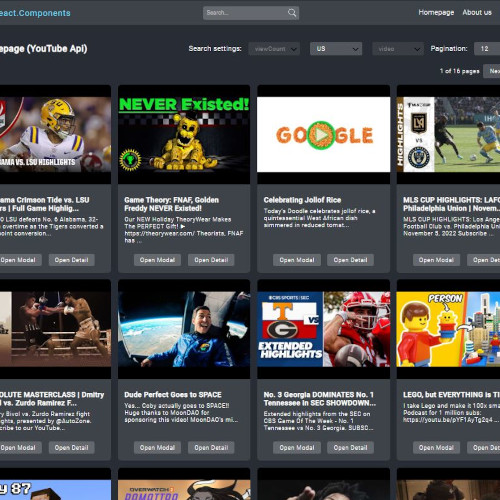 eact.Components
Search...
Homepage
About us
epage (YouTube Api)
Search settings:
viewCount
US
video
Pagination:
12
1 of 16 pages
Nex
AMA VS. LSU HIGHLIGHTS
NEVER Existed!
GOOGLE
HIGHLIGHTS
MLS CUP
LAFC
ama Crimson Tide vs. LSU
rs | Full Game Highlig...
0 LSU defeats No. 6 Alabama, 32-
overtime as the Tigers converted a
point conversion...
Open Modal
Open Detail
Game Theory: FNAF, Golden
Freddy NEVER Existed!
Our NEW Holiday TheoryWear Makes
The PERFECT Gift! ►
https://theorywear.com/ Theorists, FNAF
has ...
Open Modal
Open Detail
Celebrating Jollof Rice
Today's Doodle celebrates jollof rice, a
quintessential West African dish
simmered in reduced tomat...
Open Modal
Open Detail
MLS CUP HIGHLIGHTS: LAFC
Philadelphia Union | Novem...
MLS CUP HIGHLIGHTS: Los Ange
Football Club vs. Philadelphia Un
November 5, 2022 Subscribe ...
Open Modal
Open Detail
CBS SPORTS / SEC
VS
EXTENDED
HIGHLIGHTS
PERSON
OLUTE MASTERCLASS | Dmitry
l vs. Zurdo Ramirez F...
y Bivol vs. Zurdo Ramirez fight
ights, presented by @AutoZone.
cribe to our YouTube...
Open Modal
Open Detail
Dude Perfect Goes to SPACE
Yes... Coby actually goes to SPACE!!
Huge thanks to MoonDAO for
sponsoring this video! MoonDAO's mi...
Open Modal
Open Detail
No. 3 Georgia DOMINATES No. 1
Tennessee in SEC SHOWDOWN...
Extended highlights from the SEC on
CBS Game Of The Week - No. 1
Tennessee vs No. 3 Georgia. SUBSC...
Open Modal
Open Detail
LEGO, but EVERYTHING is TI
I take Lego and make it 100x sma
Podcast for 1 million subs:
https://youtu.be/pYF1AyTg2q4 ...
Open Modal
Open Detail
y 87
OVERWATCH
RAMATTRA